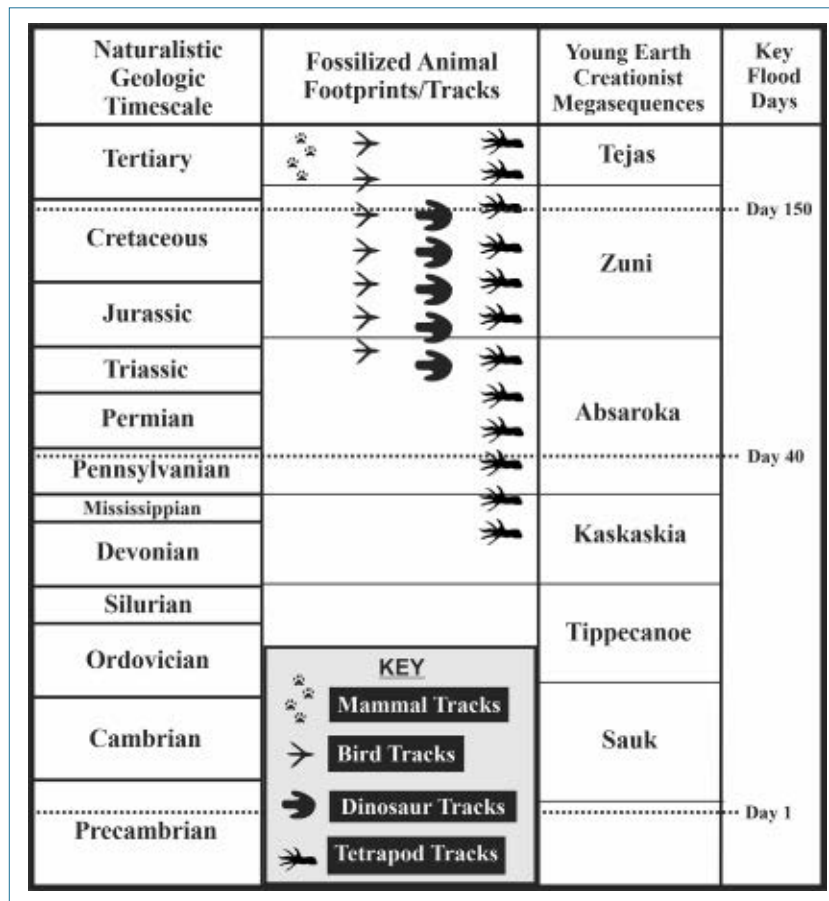 Naturalistic
Geologic
Timescale
Fossilized Animal
Footprints/Tracks
Young Earth
Creationist
Megasequences
Key
Flood
Days
Tertiary
Tejas
Day 150
Cretaceous
Zuni
Jurassic
Triassic
Permian
Absaroka
Day 40
Pennsylvanian
Mississippian
Kaskaskia
Devonian
Silurian
Tippecanoe
Ordovician
KEY
Mammal Tracks
Cambrian
Sauk
Bird Tracks
Dinosaur Tracks
Day 1
Precambrian
Tetrapod Tracks